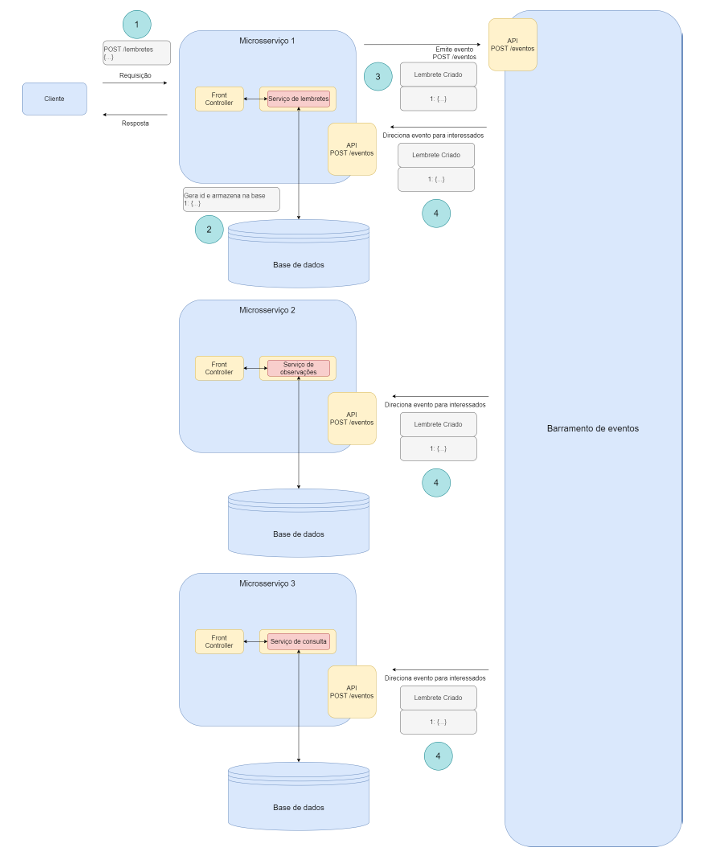 1
POST /lembretes
{...}
Requisição
Cliente
Resposta
Microsserviço 1
Front
Controller
Serviço de lembretes
API
POST /eventos
Gera id e armazena na base
1: {...}
2
Base de dados
Emite evento
POST /eventos
3
Lembrete Criado
1: {...}
API
POST /eventos
Direciona evento para interessados
Lembrete Criado
1: {...}
4
Microsserviço 2
Front
Controller
Serviço de
observações
API
POST /eventos
Base de dados
Direciona evento para interessados
Lembrete Criado
1: {...}
4
Barramento de eventos
Microsserviço 3
Front
Controller
Serviço de consulta
API
POST /eventos
Base de dados
Direciona evento para interessados
Lembrete Criado
1: {...}
4